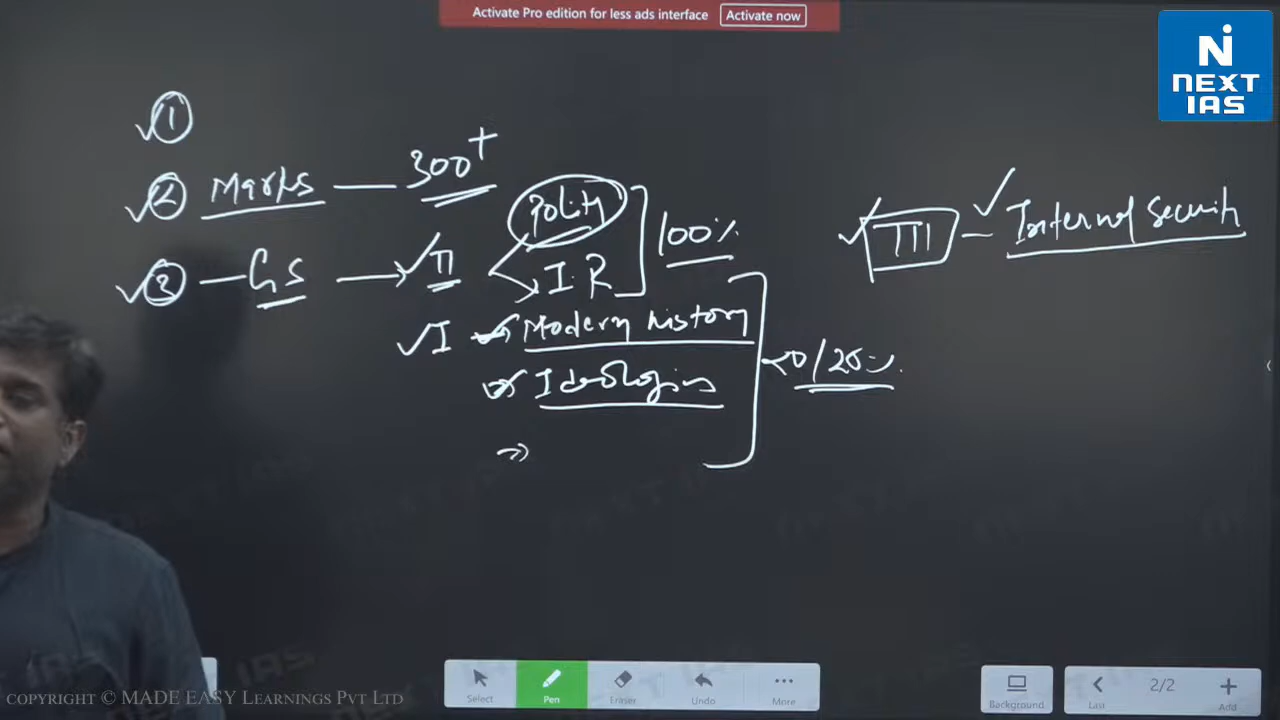 Activate Pro edition for less ads interface Activate now
NEXT
IAS
1
2 Marks — 300+
3 — GS → II Polity
I R
100%
I Modern history
Ideologies
20/25%
III — Internal Security
Select
Pen
Eraser
Undo
More
Background
2/2
Add
COPYRIGHT © MADE EASY LEARNINGS PVT LTD